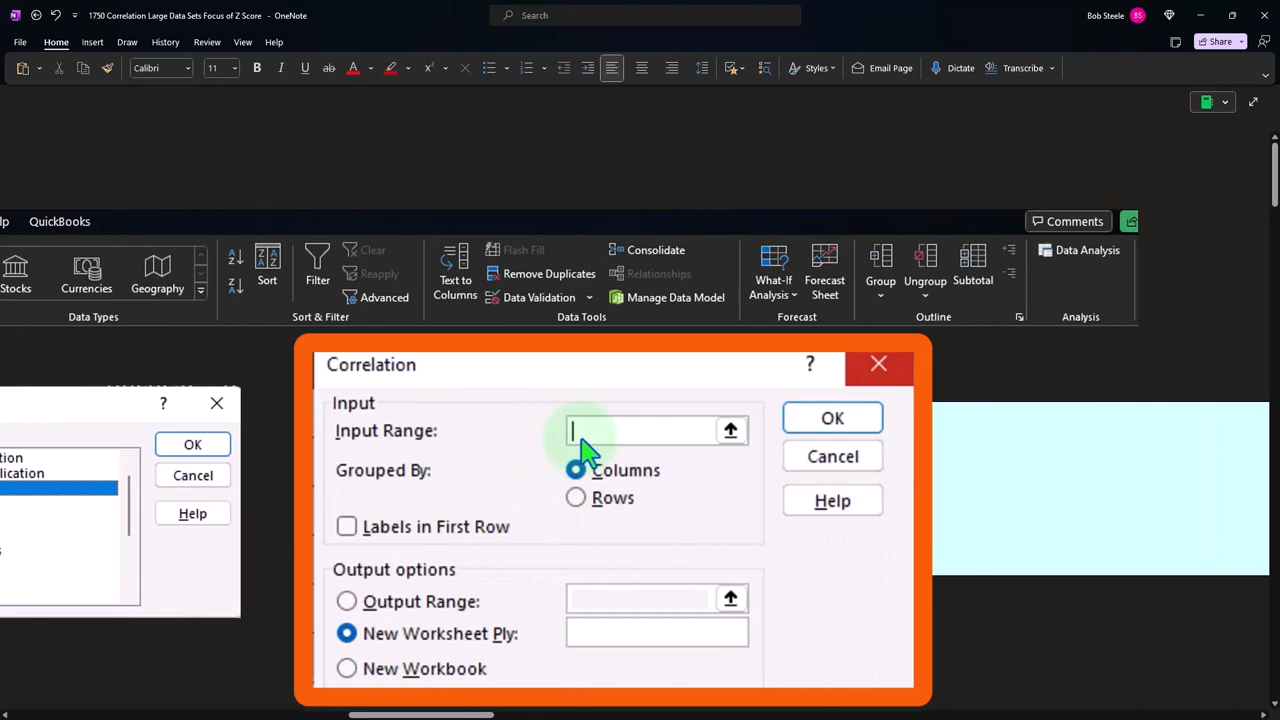 1750 Correlation Large Data Sets Focus of Z Score - OneNote
Search
Bob Steele BS
File Home Insert Draw History Review View Help
Share
Calibri 11 B I U ab A x Styles Email Page Dictate Transcribe
lp QuickBooks
Comments
Stocks Currencies Geography
Data Types
Sort Filter Clear Reapply Advanced
Sort & Filter
Text to Columns Flash Fill Remove Duplicates Data Validation Consolidate Relationships Manage Data Model
Data Tools
What-If Analysis Forecast Sheet
Forecast
Group Ungroup Subtotal
Outline
Data Analysis
Analysis
?
OK
Cancel
Help
tion
lication
s
Correlation ?
Input
Input Range:
Grouped By: Columns
Rows
Labels in First Row
Output options
Output Range:
New Worksheet Ply:
New Workbook
OK
Cancel
Help